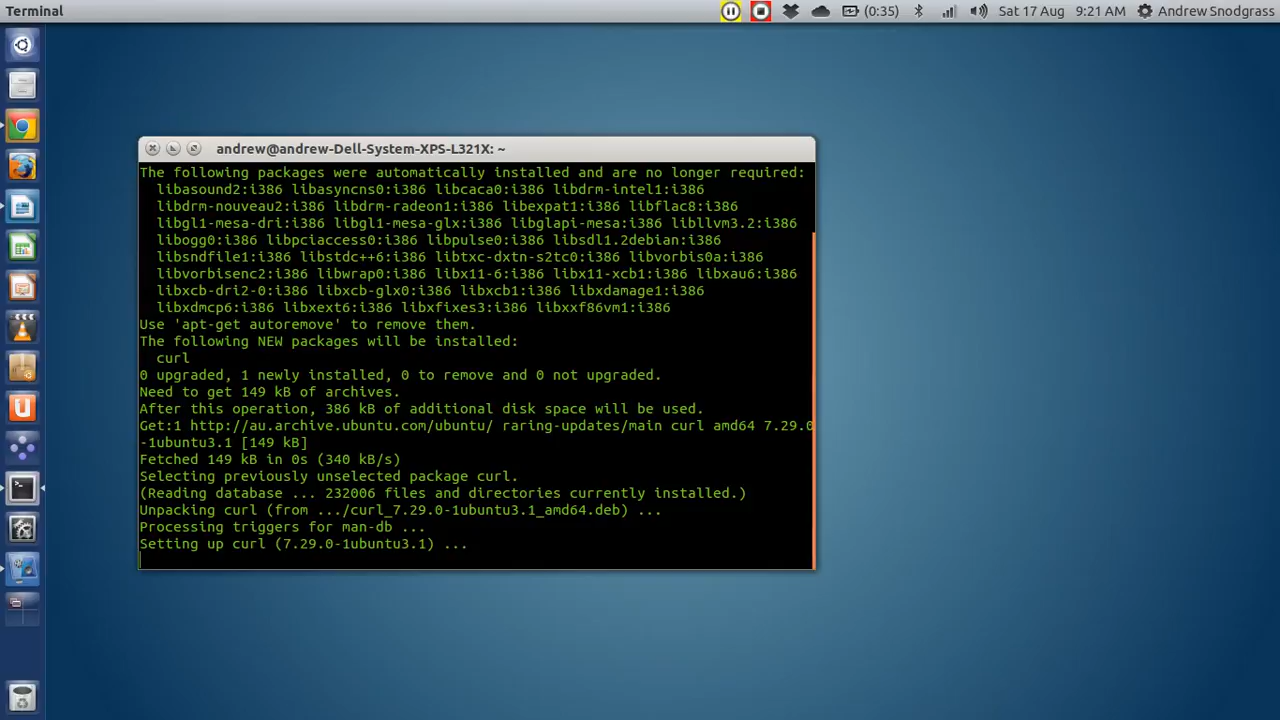 Terminal
(0:35)
Sat 17 Aug
9:21 AM
Andrew Snodgrass
andrew@andrew-Dell-System-XPS-L321X: ~
The following packages were automatically installed and are no longer required:
libasound2:i386 libasyncns0:i386 libcaca0:i386 libdrm-intel1:i386
libdrm-nouveau2:i386 libdrm-radeon1:i386 libexpat1:i386 libflac8:i386
libgl1-mesa-dri:i386 libgl1-mesa-glx:i386 libglapi-mesa:i386 libllvm3.2:i386
libogg0:i386 libpciaccess0:i386 libpulse0:i386 libsdl1.2debian:i386
libsndfile1:i386 libstdc++6:i386 libtxc-dxtn-s2tc0:i386 libvorbis0a:i386
libvorbisenc2:i386 libwrap0:i386 libx11-6:i386 libx11-xcb1:i386 libxau6:i386
libxcb-dri2-0:i386 libxcb-glx0:i386 libxcb1:i386 libxdamage1:i386
libxdmcp6:i386 libxext6:i386 libxfixes3:i386 libxxf86vm1:i386
Use 'apt-get autoremove' to remove them.
The following NEW packages will be installed:
curl
0 upgraded, 1 newly installed, 0 to remove and 0 not upgraded.
Need to get 149 kB of archives.
After this operation, 386 kB of additional disk space will be used.
Get:1 http://au.archive.ubuntu.com/ubuntu/ raring-updates/main curl amd64 7.29.0
-1ubuntu3.1 [149 kB]
Fetched 149 kB in 0s (340 kB/s)
Selecting previously unselected package curl.
(Reading database ... 232006 files and directories currently installed.)
Unpacking curl (from .../curl_7.29.0-1ubuntu3.1_amd64.deb) ...
Processing triggers for man-db ...
Setting up curl (7.29.0-1ubuntu3.1) ...